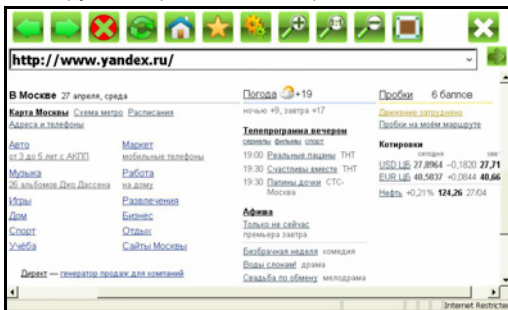 http://www.yandex.ru/
В Москве 27 апреля, среда
Карта Москвы Схема метро Расписания
Адреса и телефоны
Авто
от 3 до 5 лет с АКПП
Музыка
26 альбомов Джо Дассена
Игры
Дом
Спорт
Учеба
Маркет
мобильные телефоны
Работа
на дому
Развлечения
Бизнес
Отдых
Сайты Москвы
Директ — генератор продаж для компаний
Погода +19
ночью +9, завтра +17
Телепрограмма вечером
сериалы фильмы спорт
19:00 Реальные пацаны ТНТ
19:30 Счастливы вместе ТНТ
19:30 Папины дочки СТС-
Москва
Афиша
Только не сейчас
премьера завтра
Безбрачная неделя комедия
Воды слонам! драма
Свадьба по обмену мелодрама
Пробки 6 баллов
Движение затруднено
Пробки на моём маршруте
Котировки
сегодня
USD ЦБ 27,8964 −0,1820 27,71
EUR ЦБ 40,5837 +0,0844 40,66
Нефть +0,21% 124,26 27/04
Internet Restricte